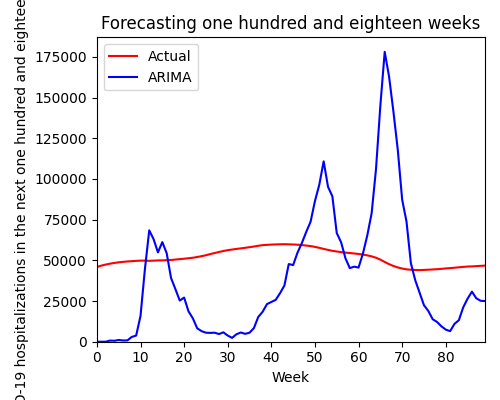 Forecasting one hundred and eighteen weeks
Actual
ARIMA
175000
150000
125000
100000
75000
50000
25000
0
0 10 20 30 40 50 60 70 80
Week
-19 hospitalizations in the next one hundred and